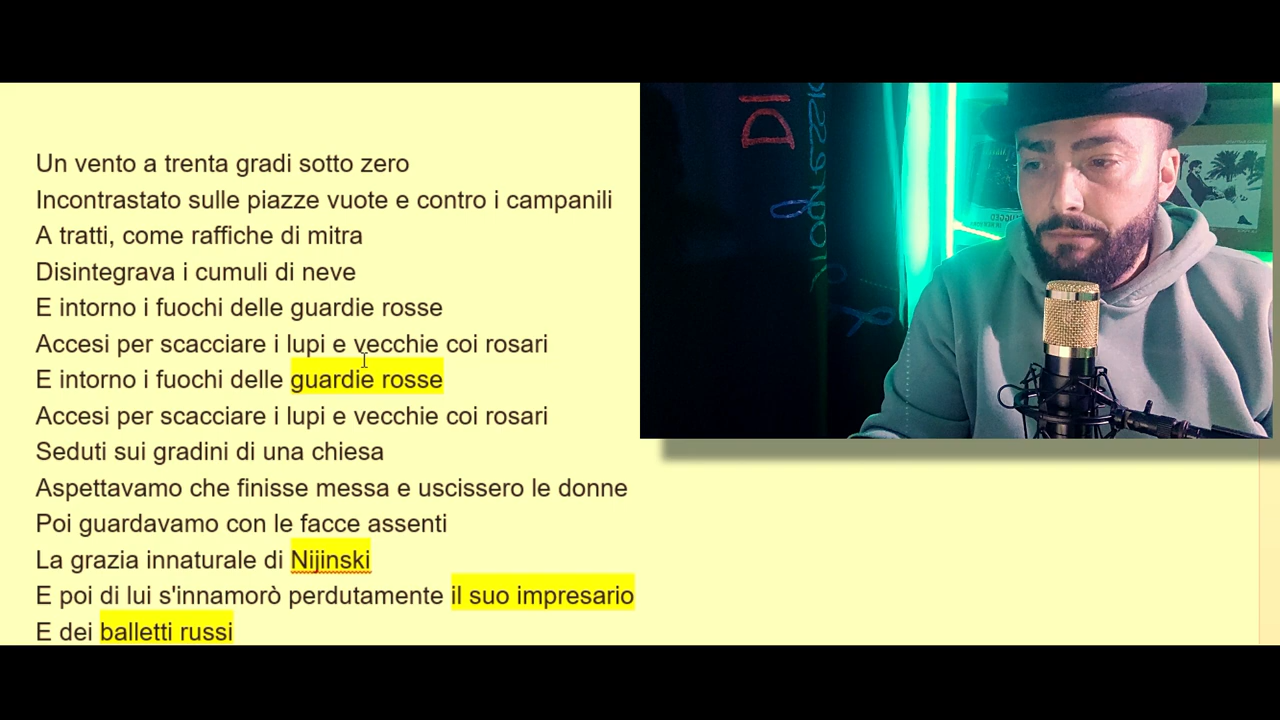 Un vento a trenta gradi sotto zero
Incontrastato sulle piazze vuote e contro i campanili
A tratti, come raffiche di mitra
Disintegrava i cumuli di neve
E intorno i fuochi delle guardie rosse
Accesi per scacciare i lupi e vecchie coi rosari
E intorno i fuochi delle guardie rosse
Accesi per scacciare i lupi e vecchie coi rosari
Seduti sui gradini di una chiesa
Aspettavamo che finisse messa e uscissero le donne
Poi guardavamo con le facce assenti
La grazia innaturale di Nijinski
E poi di lui s'innamorò perdutamente il suo impresario
E dei balletti russi
DI